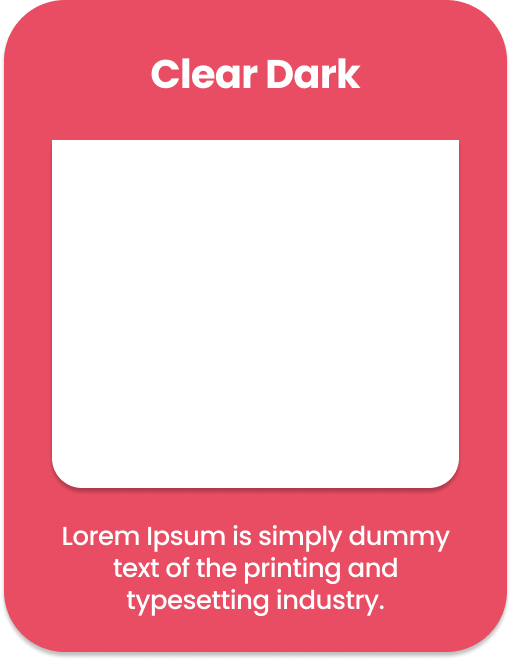 Clear Dark
Lorem Ipsum is simply dummy
text of the printing and
typesetting industry.